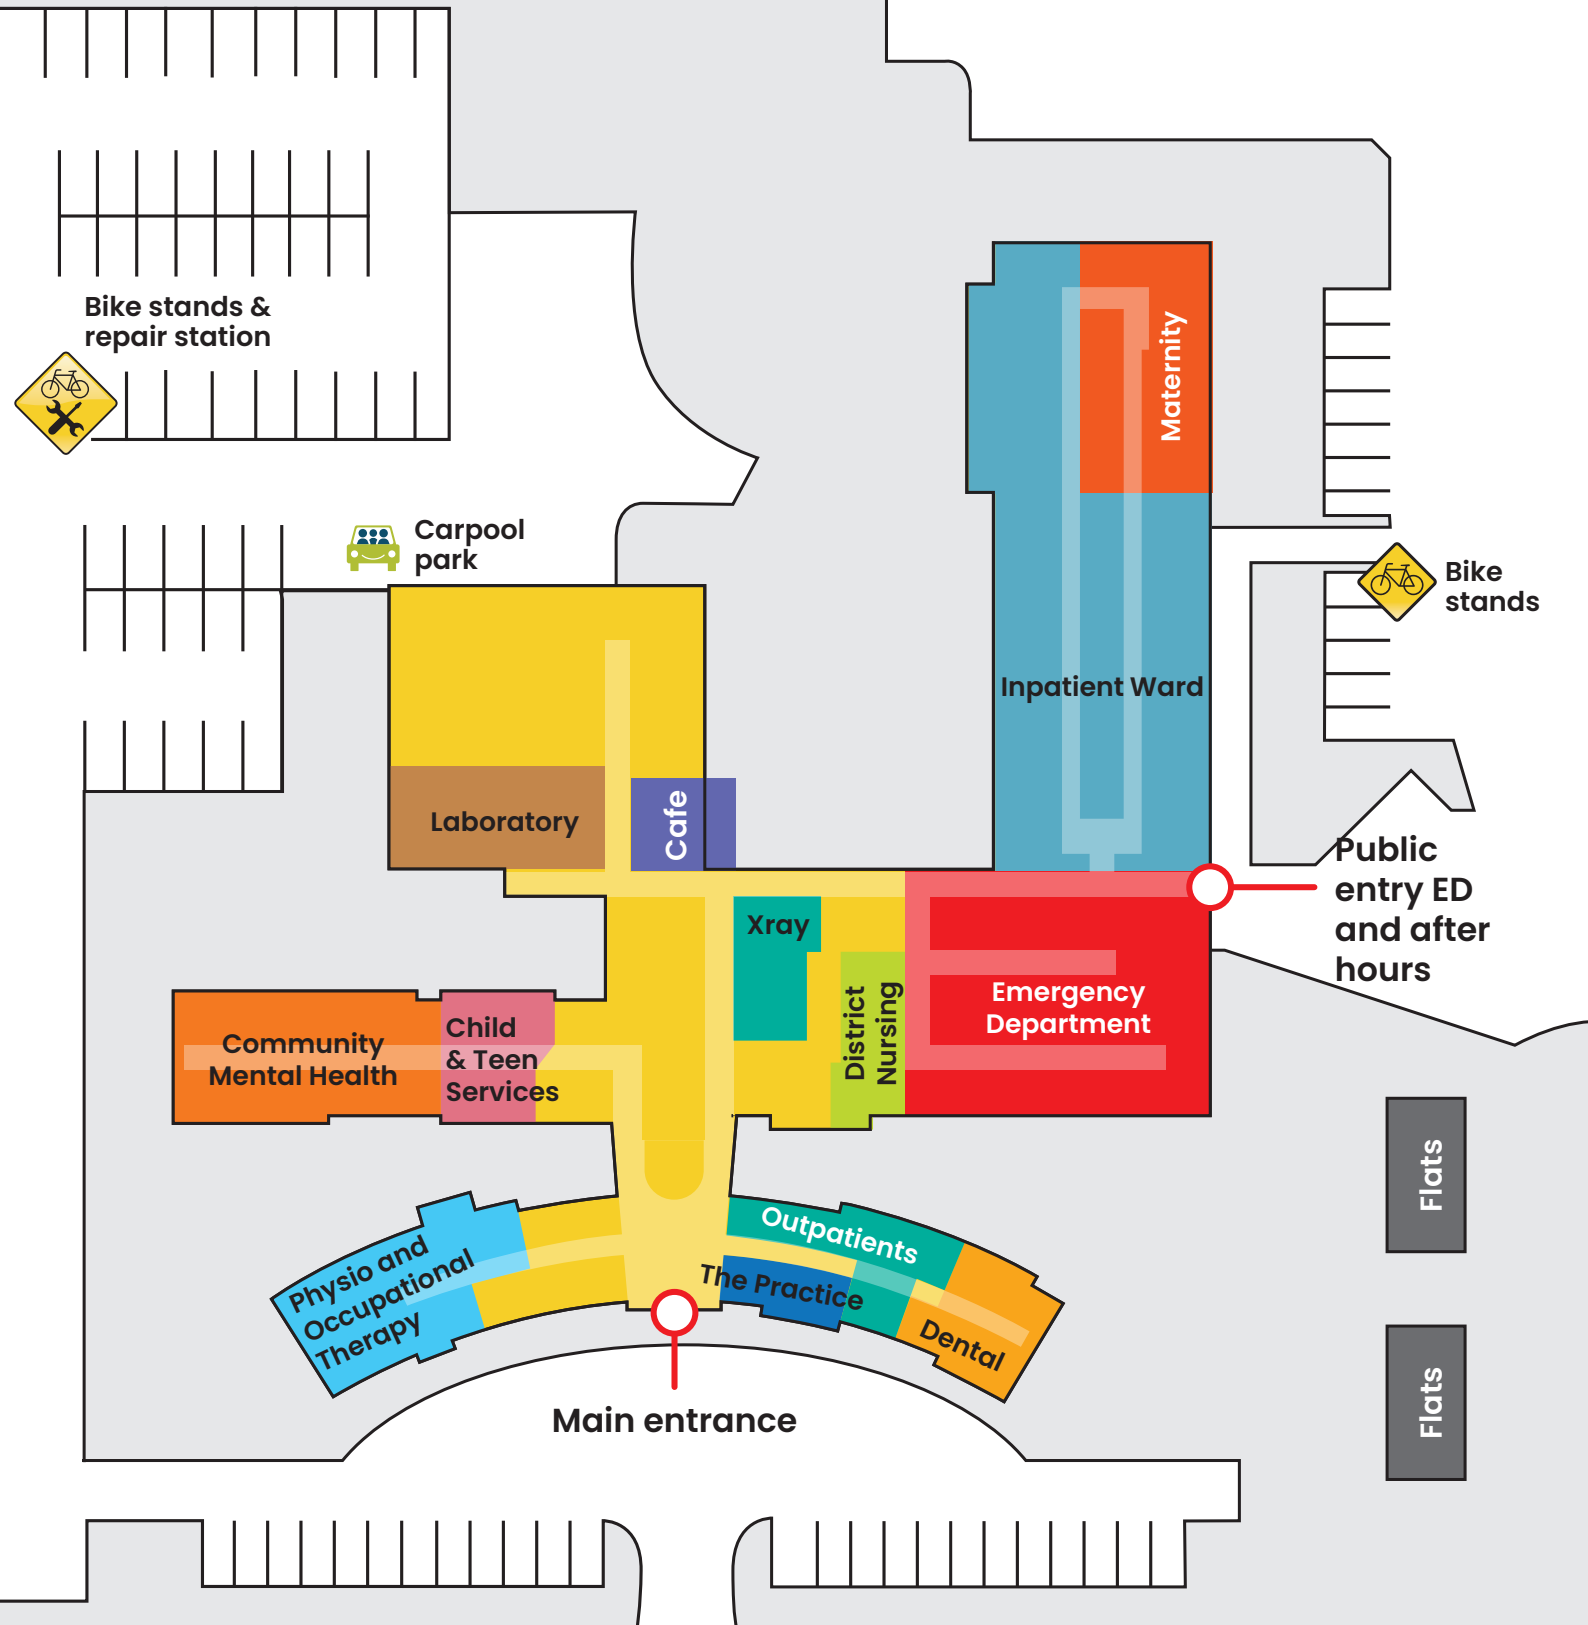 Bike stands &
repair station
Maternity
Carpool
park
Bike
stands
Inpatient Ward
Laboratory
Cafe
Public
entry ED
and after
hours
Xray
District
Nursing
Emergency
Department
Community
Mental Health
Child
& Teen
Services
Flats
Physio and
Occupational
Therapy
Outpatients
The Practice
Dental
Flats
Main entrance